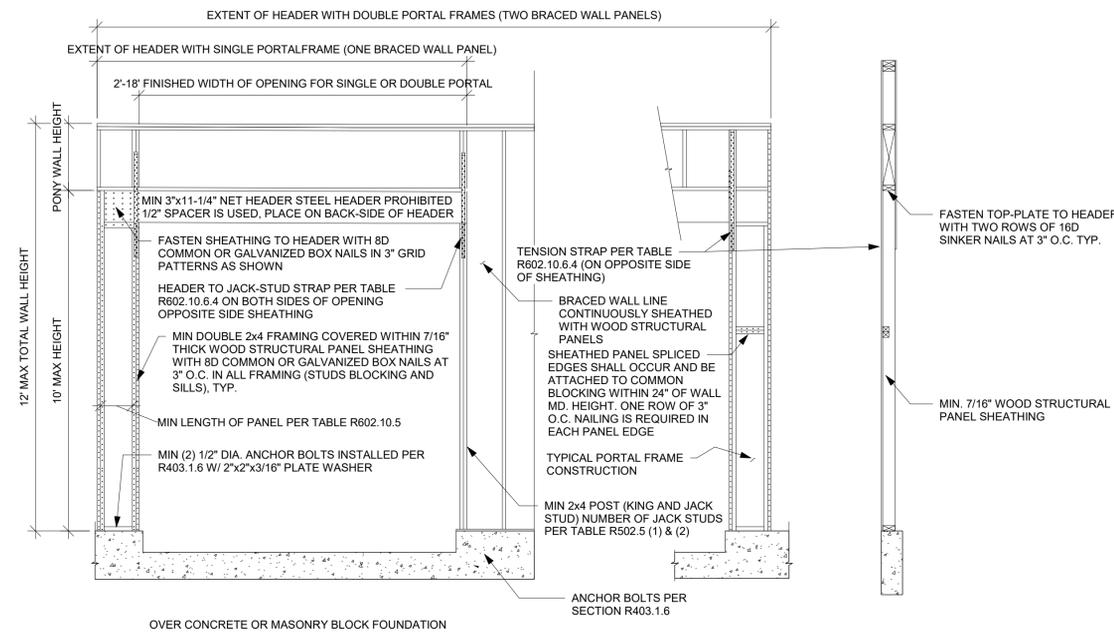 EXTENT OF HEADER WITH DOUBLE PORTAL FRAMES (TWO BRACED WALL PANELS)
EXTENT OF HEADER WITH SINGLE PORTALFRAME (ONE BRACED WALL PANEL)
2'-18' FINISHED WIDTH OF OPENING FOR SINGLE OR DOUBLE PORTAL
12' MAX TOTAL WALL HEIGHT
PONY WALL HEIGHT
10' MAX HEIGHT
MIN 3"x11-1/4" NET HEADER STEEL HEADER PROHIBITED
1/2" SPACER IS USED, PLACE ON BACK-SIDE OF HEADER
FASTEN SHEATHING TO HEADER WITH 8D
COMMON OR GALVANIZED BOX NAILS IN 3" GRID
PATTERNS AS SHOWN
HEADER TO JACK-STUD STRAP PER TABLE
R602.10.6.4 ON BOTH SIDES OF OPENING
OPPOSITE SIDE SHEATHING
MIN DOUBLE 2x4 FRAMING COVERED WITHIN 7/16"
THICK WOOD STRUCTURAL PANEL SHEATHING
WITH 8D COMMON OR GALVANIZED BOX NAILS AT
3" O.C. IN ALL FRAMING (STUDS BLOCKING AND
SILLS), TYP.
MIN LENGTH OF PANEL PER TABLE R602.10.5
MIN (2) 1/2" DIA. ANCHOR BOLTS INSTALLED PER
R403.1.6 W/ 2"x2"x3/16" PLATE WASHER
TENSION STRAP PER TABLE
R602.10.6.4 (ON OPPOSITE SIDE
OF SHEATHING)
BRACED WALL LINE
CONTINUOUSLY SHEATHED
WITH WOOD STRUCTURAL
PANELS
SHEATHED PANEL SPLICED
EDGES SHALL OCCUR AND BE
ATTACHED TO COMMON
BLOCKING WITHIN 24" OF WALL
MD. HEIGHT. ONE ROW OF 3"
O.C. NAILING IS REQUIRED IN
EACH PANEL EDGE
TYPICAL PORTAL FRAME
CONSTRUCTION
MIN 2x4 POST (KING AND JACK
STUD) NUMBER OF JACK STUDS
PER TABLE R502.5 (1) & (2)
ANCHOR BOLTS PER
SECTION R403.1.6
FASTEN TOP-PLATE TO HEADER
WITH TWO ROWS OF 16D
SINKER NAILS AT 3" O.C. TYP.
MIN. 7/16" WOOD STRUCTURAL
PANEL SHEATHING
OVER CONCRETE OR MASONRY BLOCK FOUNDATION